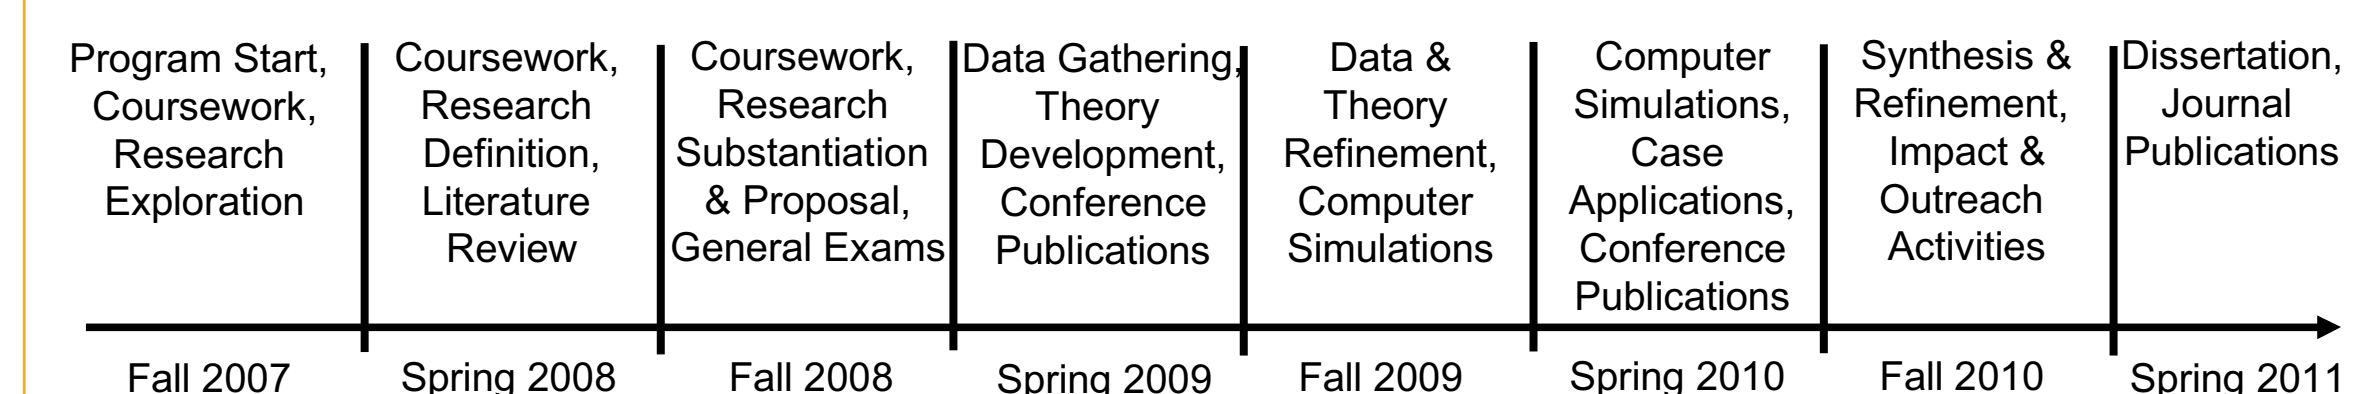 Program Start,
Coursework,
Research
Exploration
Coursework,
Research
Definition,
Literature
Review
Coursework,
Research
Substantiation
& Proposal,
General Exams
Data Gathering,
Theory
Development,
Conference
Publications
Data &
Theory
Refinement,
Computer
Simulations
Computer
Simulations,
Case
Applications,
Conference
Publications
Synthesis &
Refinement,
Impact &
Outreach
Activities
Dissertation,
Journal
Publications
Fall 2007
Spring 2008
Fall 2008
Spring 2009
Fall 2009
Spring 2010
Fall 2010
Spring 2011